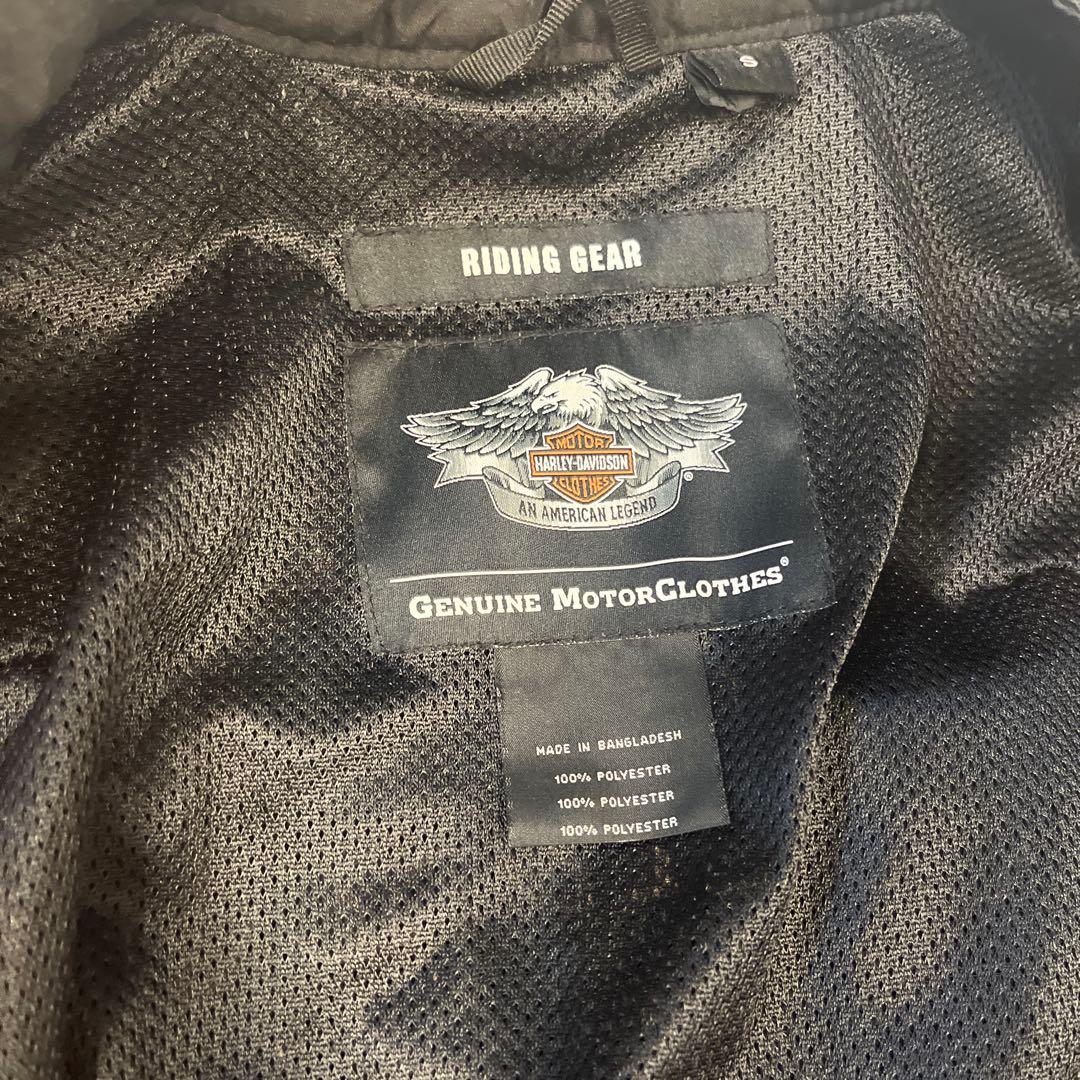 S
RIDING GEAR
MOTOR
HARLEY-DAVIDSON
CLOTHES
®
AN AMERICAN LEGEND
GENUINE MOTORCLOTHES®
MADE IN BANGLADESH
100% POLYESTER
100% POLYESTER
100% POLYESTER